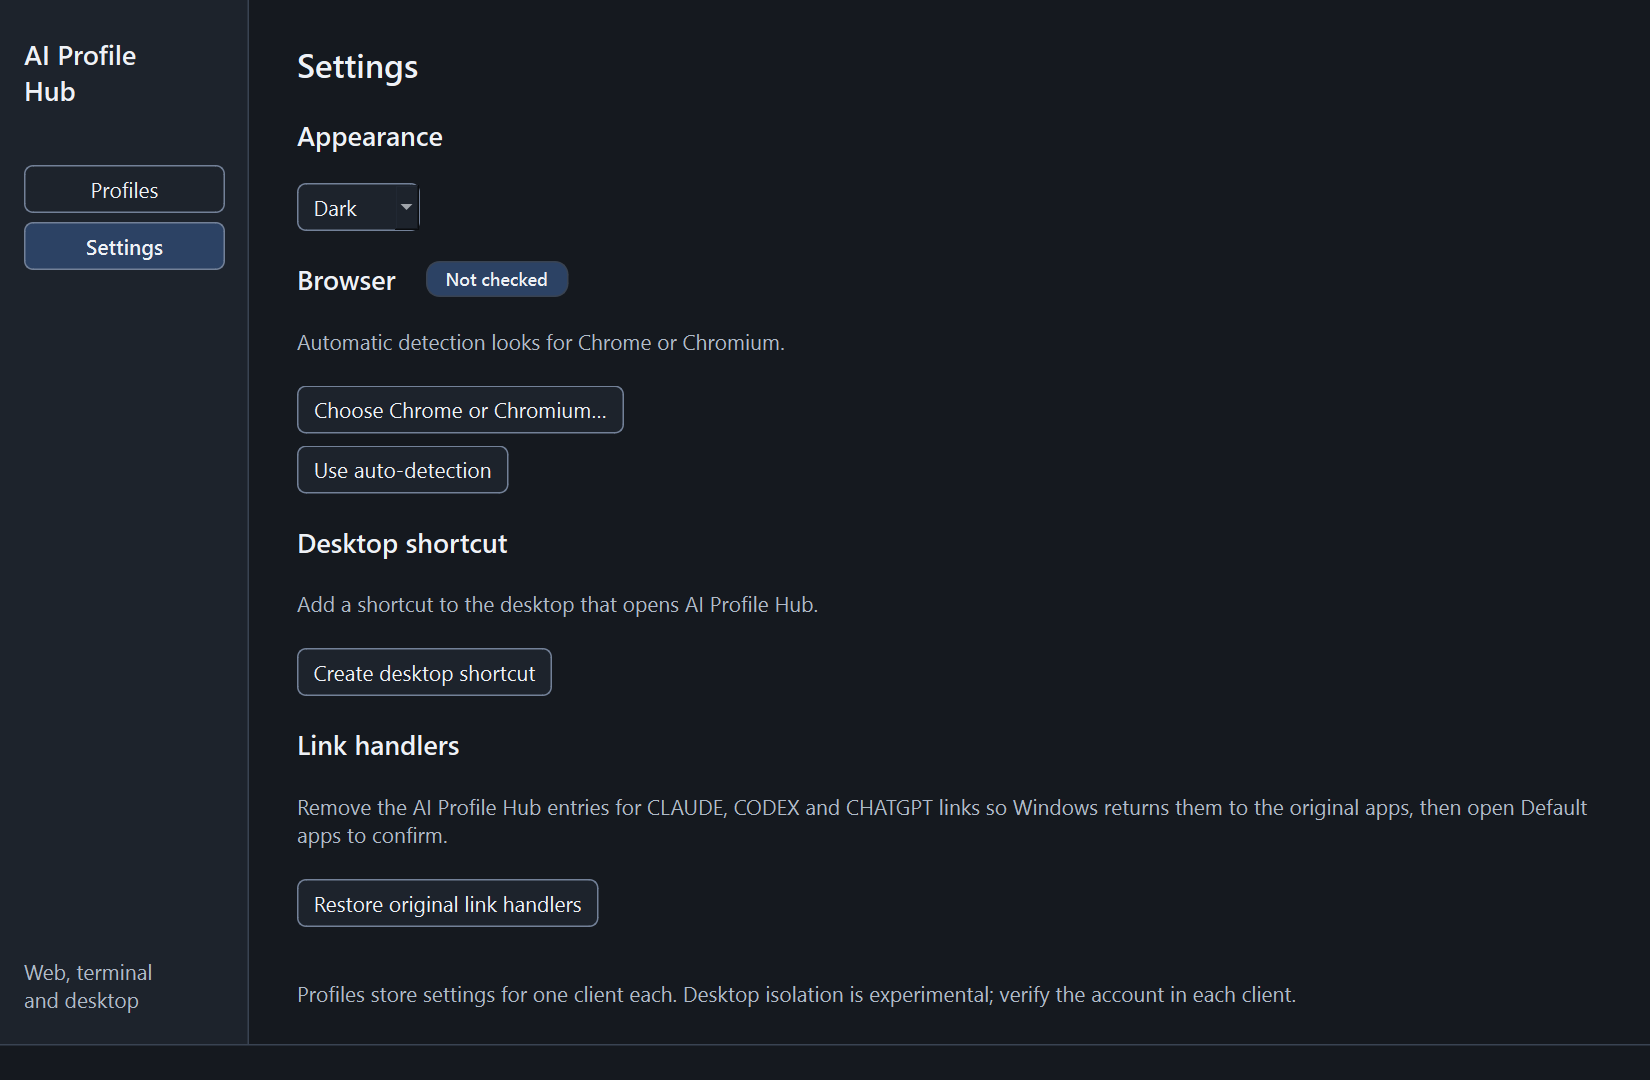 AI Profile
Hub
Profiles
Settings
Web, terminal
and desktop
Settings
Appearance
Dark
Browser
Not checked
Automatic detection looks for Chrome or Chromium.
Choose Chrome or Chromium...
Use auto-detection
Desktop shortcut
Add a shortcut to the desktop that opens AI Profile Hub.
Create desktop shortcut
Link handlers
Remove the AI Profile Hub entries for CLAUDE, CODEX and CHATGPT links so Windows returns them to the original apps, then open Default
apps to confirm.
Restore original link handlers
Profiles store settings for one client each. Desktop isolation is experimental; verify the account in each client.